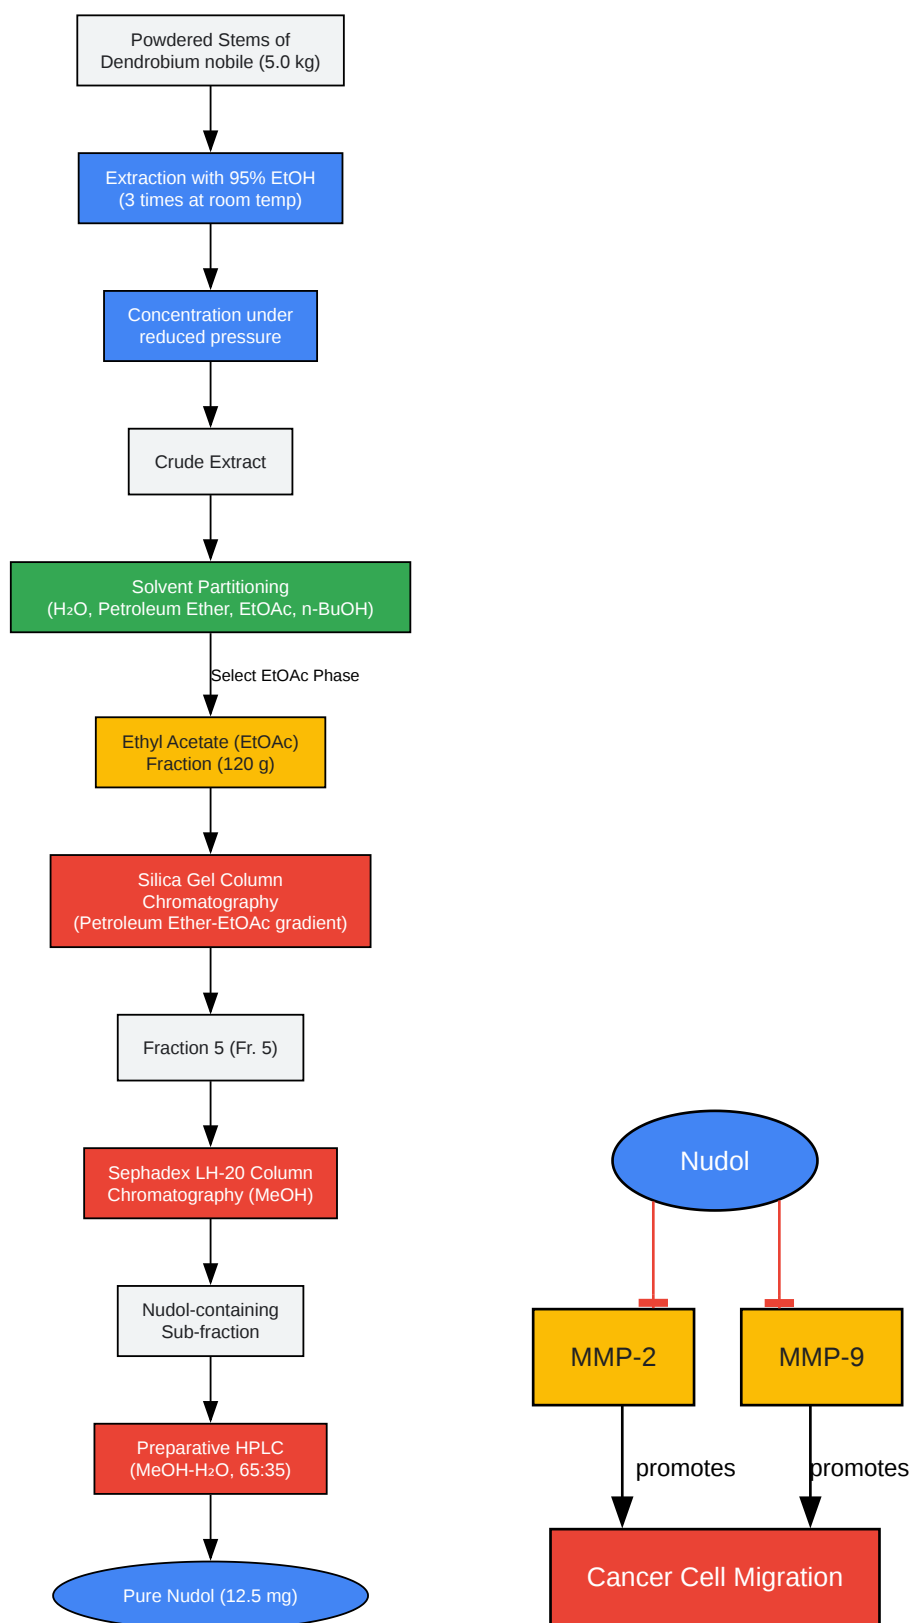 Powdered Stems of
Dendrobium nobile (5.0 kg)
Extraction with 95% EtOH
(3 times at room temp)
Concentration under
reduced pressure
Crude Extract
Solvent Partitioning
(H₂O, Petroleum Ether, EtOAc, n-BuOH)
Select EtOAc Phase
Ethyl Acetate (EtOAc)
Fraction (120 g)
Silica Gel Column
Chromatography
(Petroleum Ether-EtOAc gradient)
Fraction 5 (Fr. 5)
Sephadex LH-20 Column
Chromatography (MeOH)
Nudol-containing
Sub-fraction
Preparative HPLC
(MeOH-H₂O, 65:35)
Pure Nudol (12.5 mg)
Nudol
MMP-2
MMP-9
promotes
promotes
Cancer Cell Migration